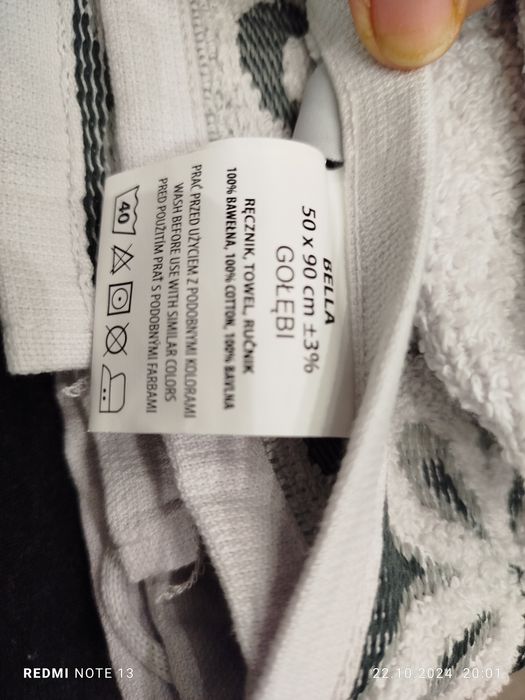 BELLA
50 x 90 cm ±3%
GOŁĘBI
RĘCZNIK, TOWEL, RUČNIK
100% BAWEŁNA, 100% COTTON, 100% BAVLNA
PRAĆ PRZED UŻYCIEM Z PODOBNYMI KOLORAMI
WASH BEFORE USE WITH SIMILAR COLORS
PRED POUŽITÍM PRAŤ S PODOBNÝMI FARBAMI
40
REDMI NOTE 13
22.10.2024 20:01